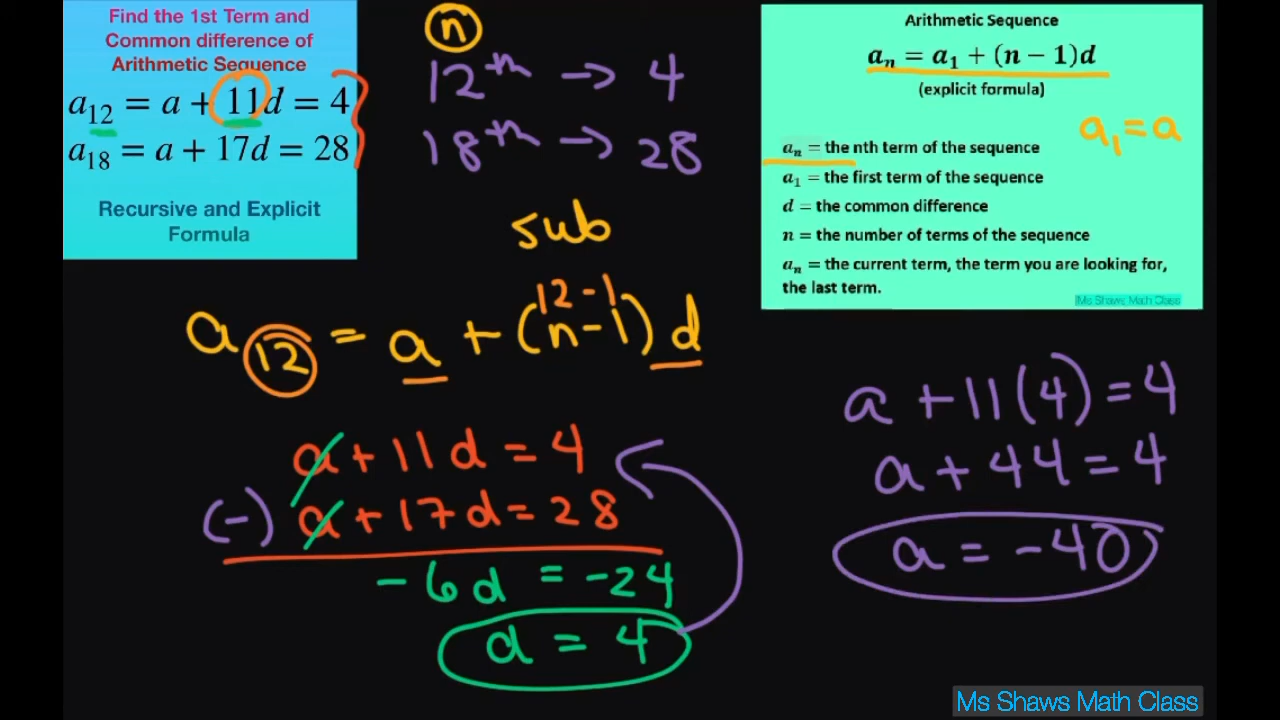 Find the 1st Term and
Common difference of
Arithmetic Sequence
a₁₂ = a + 11d = 4
a₁₈ = a + 17d = 28
Recursive and Explicit
Formula
n
12th → 4
18th → 28
Arithmetic Sequence
aₙ = a₁ + (n − 1)d
(explicit formula)
a₁ = a
aₙ = the nth term of the sequence
a₁ = the first term of the sequence
d = the common difference
n = the number of terms of the sequence
aₙ = the current term, the term you are looking for,
the last term.
Ms Shaws Math Class
sub
12-1
a₁₂ = a + (n-1) d
a + 11d = 4
(-) a + 17d = 28
-6d = -24
d = 4
a + 11(4) = 4
a + 44 = 4
a = -40
Ms Shaws Math Class